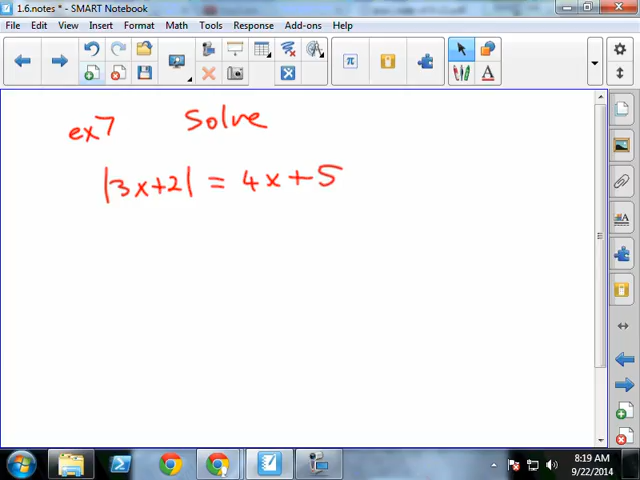 1.6.notes * - SMART Notebook
File Edit View Insert Format Math Tools Response Add-ons Help
ex7 Solve
|3x+2| = 4x+5
8:19 AM
9/22/2014